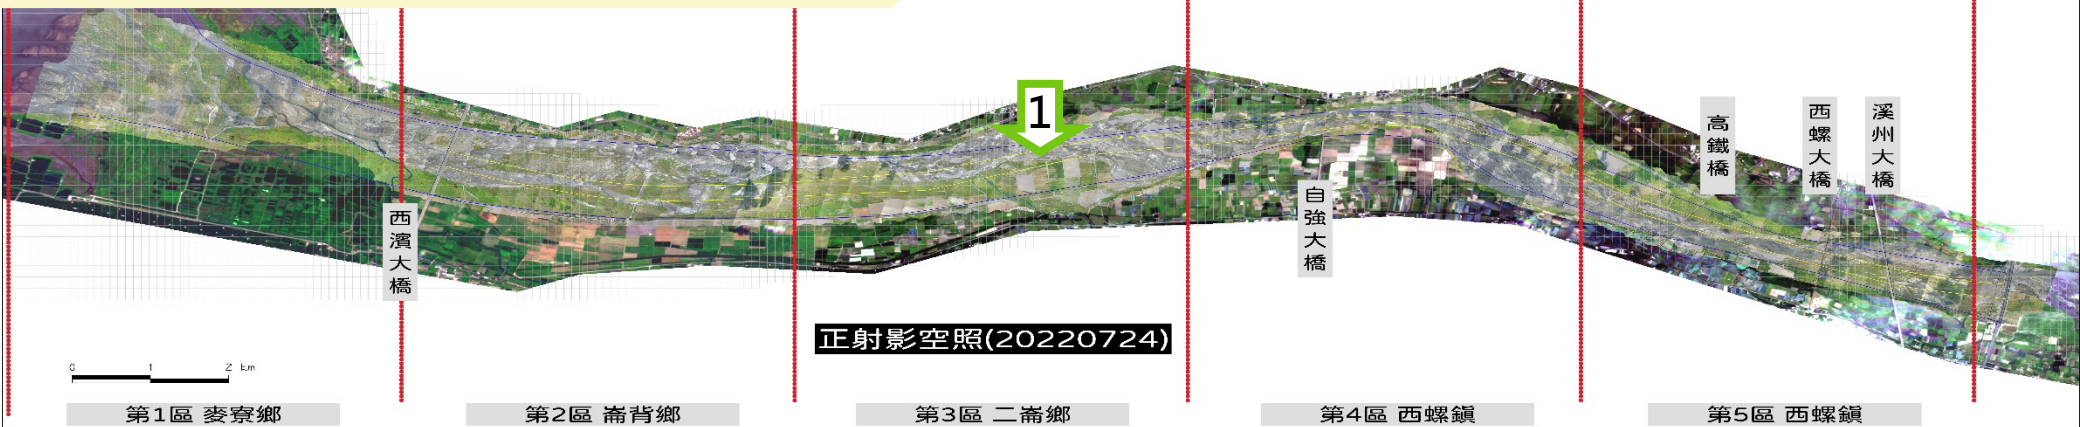 1
高鐵橋
西螺大橋
溪州大橋
西濱大橋
自強大橋
正射影空照(20220724)
0 1 2 km
第1區 麥寮鄉
第2區 崙背鄉
第3區 二崙鄉
第4區 西螺鎮
第5區 西螺鎮